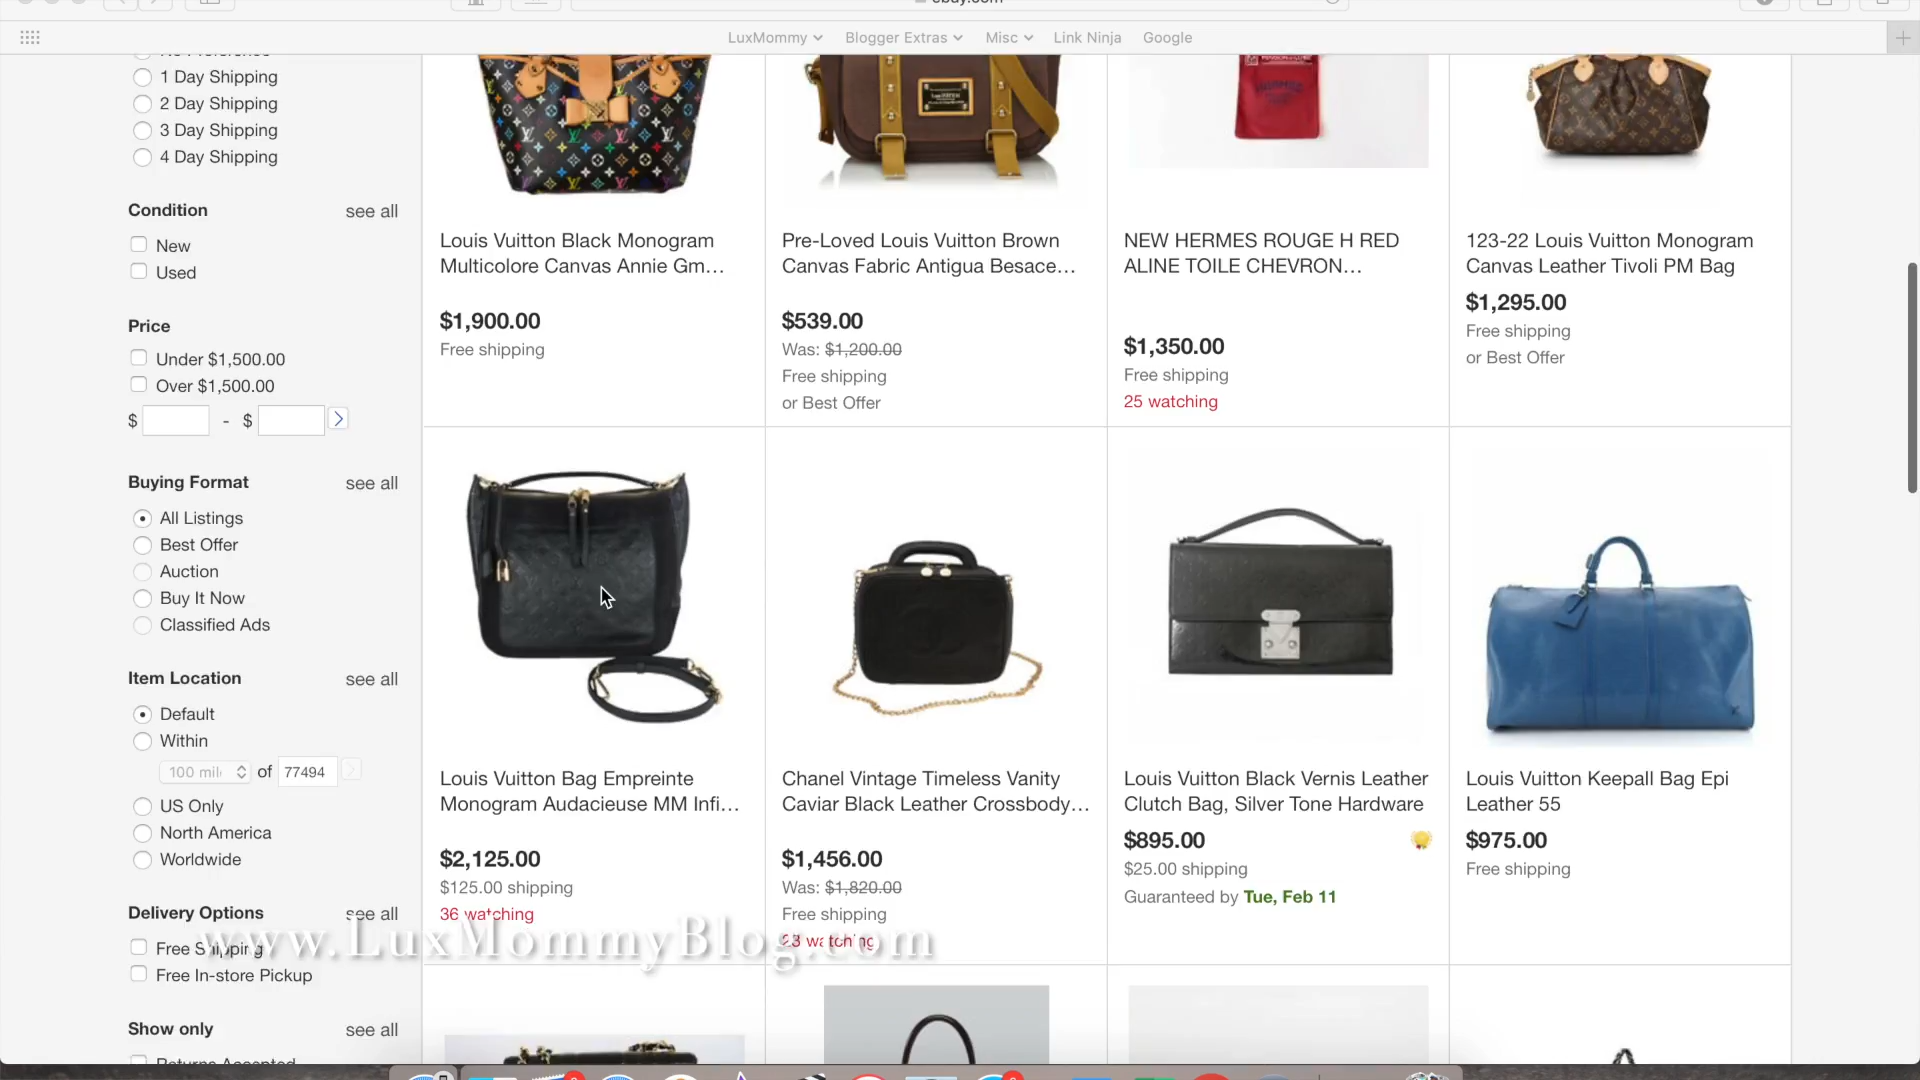 LuxMommy
Blogger Extras
Misc
Link Ninja
Google
1 Day Shipping
2 Day Shipping
3 Day Shipping
4 Day Shipping
Condition
see all
New
Used
Price
Under $1,500.00
Over $1,500.00
$ - $
Buying Format
see all
All Listings
Best Offer
Auction
Buy It Now
Classified Ads
Item Location
see all
Default
Within
100 mil of 77494
US Only
North America
Worldwide
Delivery Options
see all
Free Shipping
Free In-store Pickup
Show only
see all
Louis Vuitton Black Monogram
Multicolore Canvas Annie Gm...
$1,900.00
Free shipping
Pre-Loved Louis Vuitton Brown
Canvas Fabric Antigua Besace...
$539.00
Was: $1,200.00
Free shipping
or Best Offer
NEW HERMES ROUGE H RED
ALINE TOILE CHEVRON...
$1,350.00
Free shipping
25 watching
123-22 Louis Vuitton Monogram
Canvas Leather Tivoli PM Bag
$1,295.00
Free shipping
or Best Offer
Louis Vuitton Bag Empreinte
Monogram Audacieuse MM Infi...
$2,125.00
$125.00 shipping
36 watching
Chanel Vintage Timeless Vanity
Caviar Black Leather Crossbody...
$1,456.00
Was: $1,820.00
Free shipping
23 watching
Louis Vuitton Black Vernis Leather
Clutch Bag, Silver Tone Hardware
$895.00
$25.00 shipping
Guaranteed by Tue, Feb 11
Louis Vuitton Keepall Bag Epi
Leather 55
$975.00
Free shipping
www.LuxMommyBlog.com